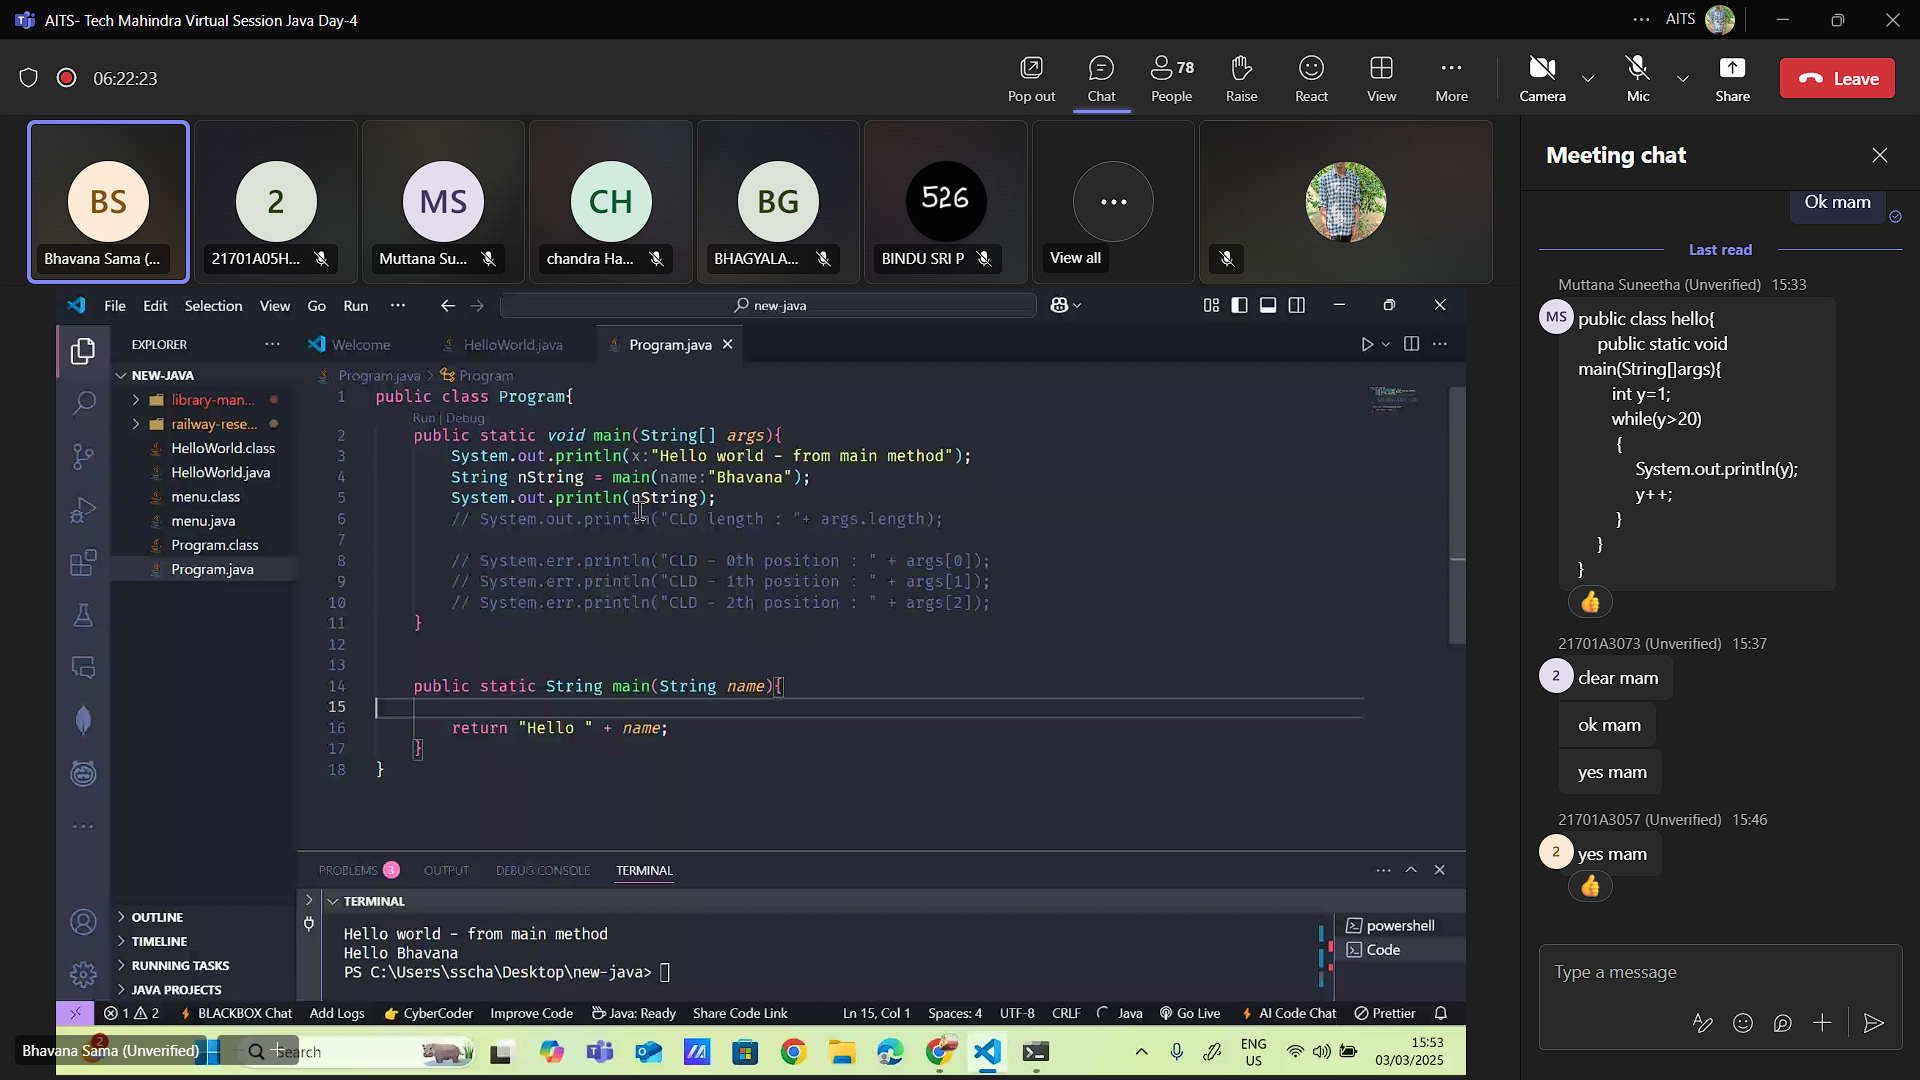 AITS- Tech Mahindra Virtual Session Java Day-4
AITS
06:22:23
Pop out
Chat
78
People
Raise
React
View
More
Camera
Mic
Share
Leave
BS
Bhavana Sama (...
2
21701A05H...
MS
Muttana Su...
CH
chandra Ha...
BG
BHAGYALA...
526
BINDU SRI P
View all
File Edit Selection View Go Run
new-java
EXPLORER
Welcome
HelloWorld.java
Program.java
NEW-JAVA
library-man...
railway-rese...
HelloWorld.class
HelloWorld.java
menu.class
menu.java
Program.class
Program.java
OUTLINE
TIMELINE
RUNNING TASKS
JAVA PROJECTS
Program.java > Program
1 public class Program{
Run | Debug
2 public static void main(String[] args){
3 System.out.println(x:"Hello world - from main method");
4 String nString = main(name:"Bhavana");
5 System.out.println(nString);
6 // System.out.println("CLD length : "+ args.length);
7
8 // System.err.println("CLD - 0th position : " + args[0]);
9 // System.err.println("CLD - 1th position : " + args[1]);
10 // System.err.println("CLD - 2th position : " + args[2]);
11 }
12
13
14 public static String main(String name){
15
16 return "Hello " + name;
17 }
18 }
PROBLEMS 3 OUTPUT DEBUG CONSOLE TERMINAL
TERMINAL
Hello world - from main method
Hello Bhavana
PS C:\Users\sscha\Desktop\new-java>
powershell
Code
1 2 BLACKBOX Chat Add Logs CyberCoder Improve Code Java: Ready Share Code Link Ln 15, Col 1 Spaces: 4 UTF-8 CRLF Java Go Live AI Code Chat Prettier
Bhavana Sama (Unverified)
2
Search
ENG
US
15:53
03/03/2025
Meeting chat
Ok mam
Last read
Muttana Suneetha (Unverified) 15:33
MS
public class hello{
public static void
main(String[]args){
int y=1;
while(y>20)
{
System.out.println(y);
y++;
}
}
}
21701A3073 (Unverified) 15:37
2
clear mam
ok mam
yes mam
21701A3057 (Unverified) 15:46
2
yes mam
Type a message